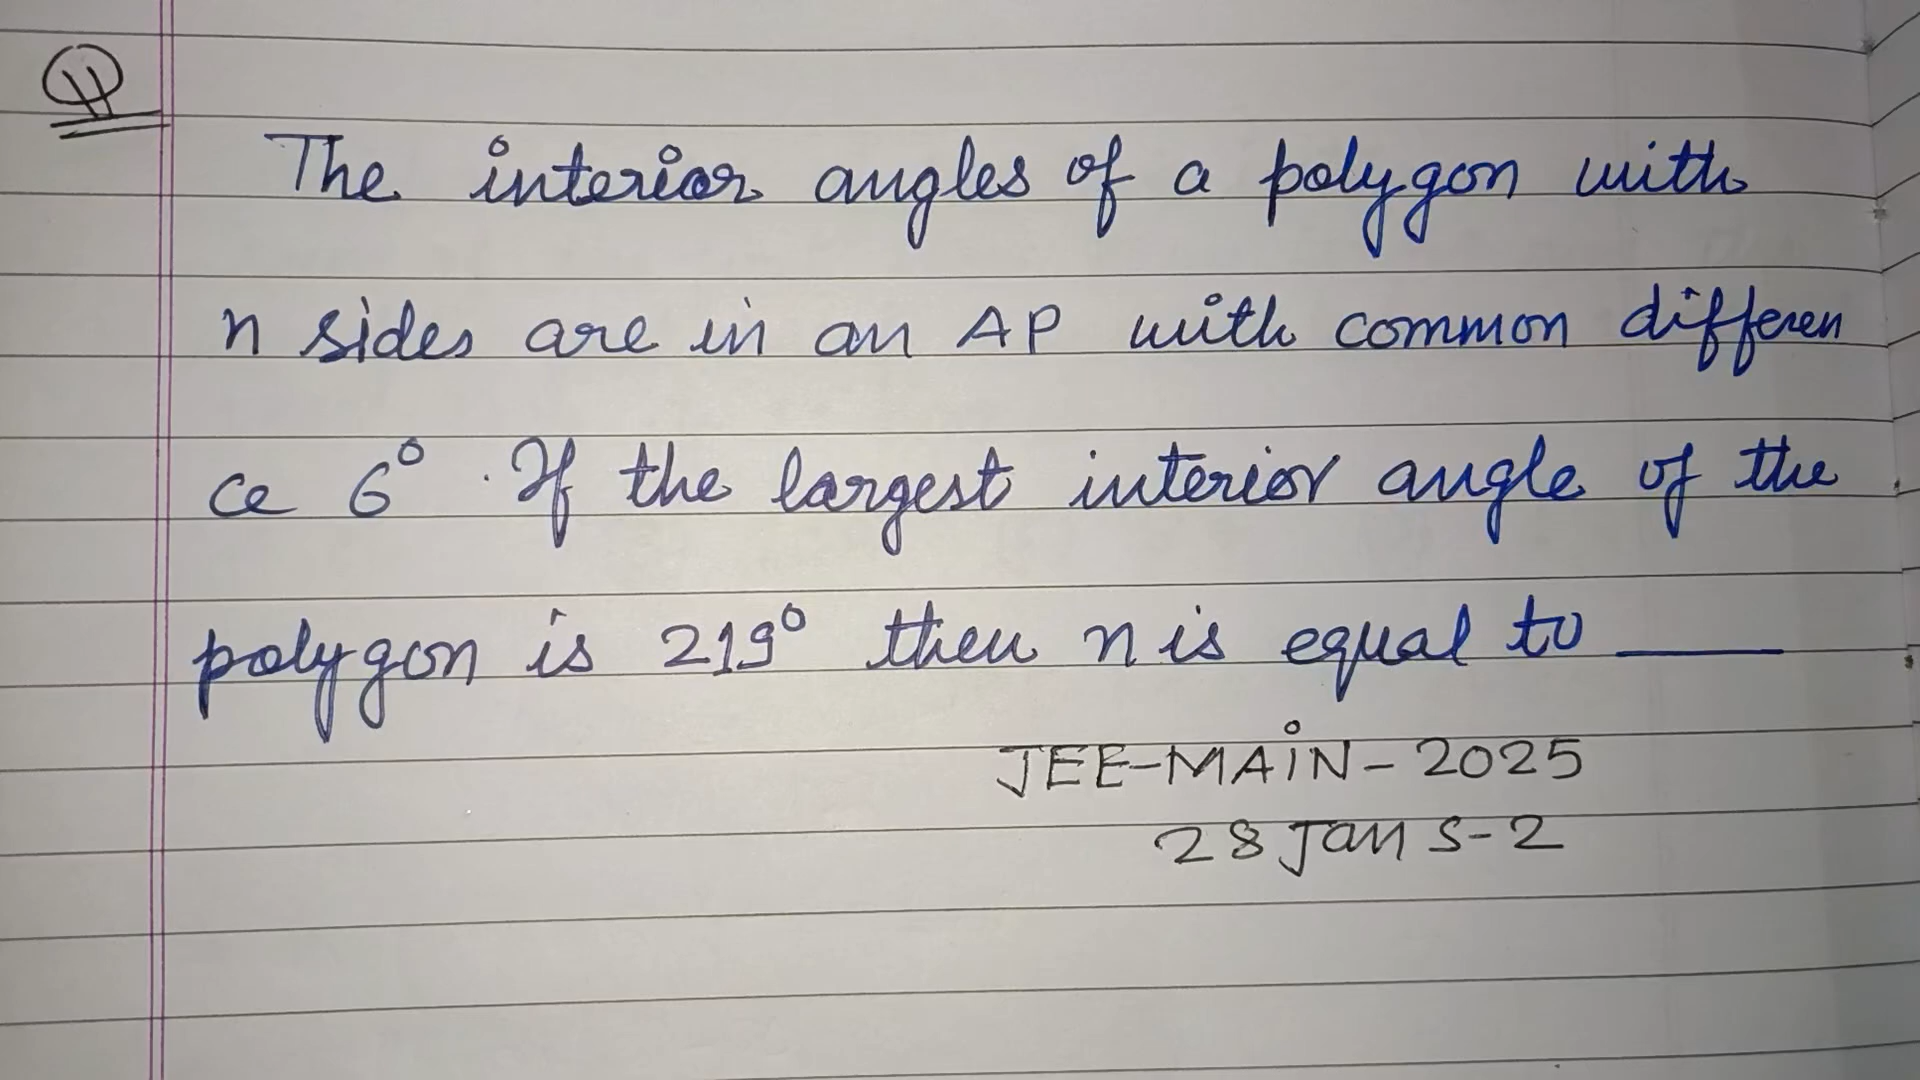 Q
The interior angles of a polygon with
n sides are in an AP with common differen
ce 6°. If the largest interior angle of the
polygon is 219° then n is equal to ____
JEE-MAIN-2025
28 Jan S-2